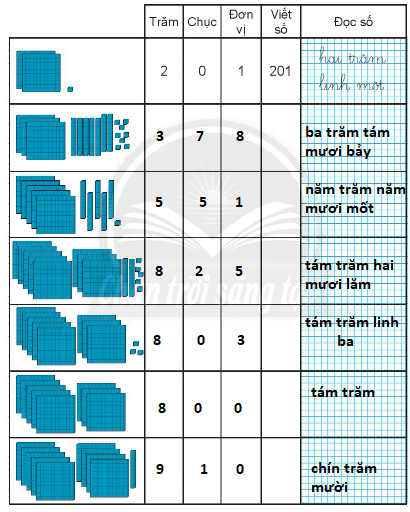 Trăm Chục Đơn vị Viết số Đọc số
2 0 1 201 hai trăm
linh một
3 7 8 ba trăm tám
mươi bảy
5 5 1 năm trăm năm
mươi mốt
8 2 5 tám trăm hai
mươi lăm
8 0 3 tám trăm linh
ba
8 0 0 tám trăm
9 1 0 chín trăm
mười
Chân trời sáng tạo